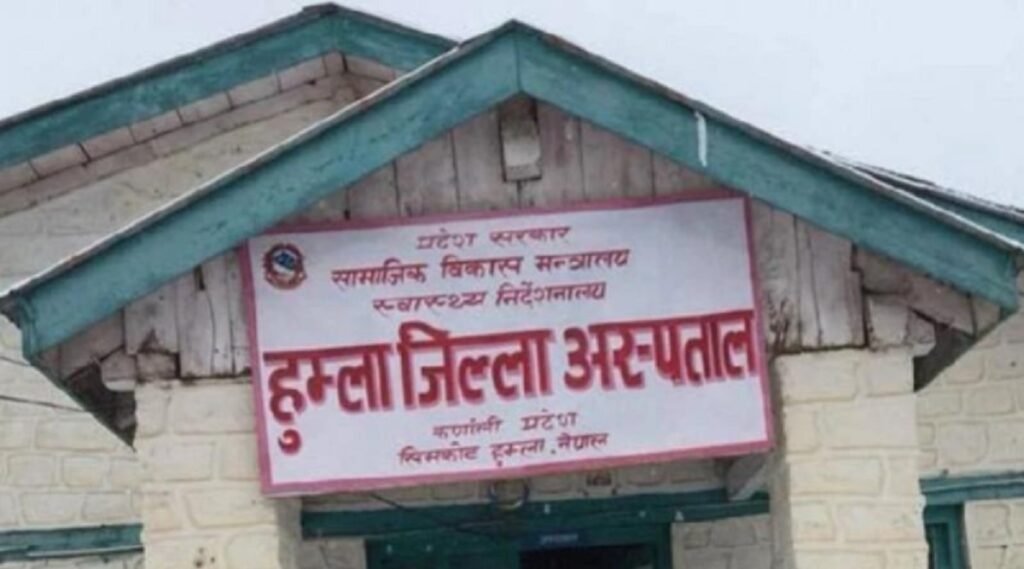 प्रदेश सरकार
सामाजिक विकास मन्त्रालय
स्वास्थ्य निर्देशनालय
हुम्ला जिल्ला अस्पताल
कर्णाली प्रदेश
सिमकोट हुम्ला, नेपाल